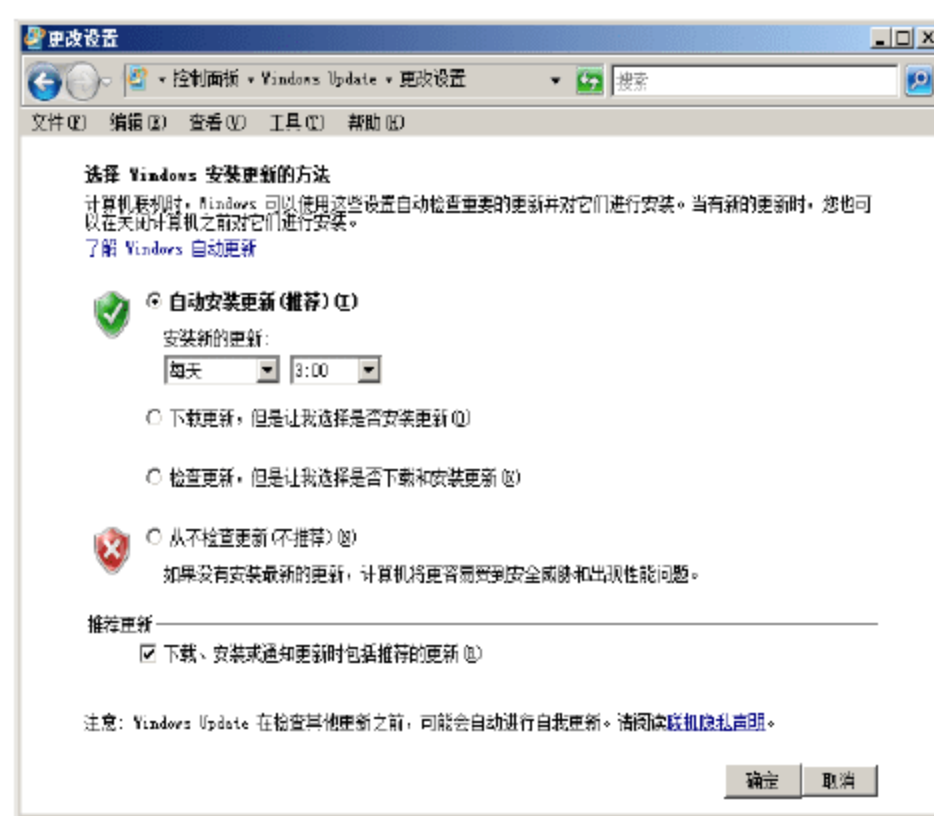 更改设置
控制面板 Windows Update 更改设置 搜索
文件(F) 编辑(E) 查看(V) 工具(T) 帮助(H)
选择 Windows 安装更新的方法
计算机联机时，Windows 可以使用这些设置自动检查重要的更新并对它们进行安装。当有新的更新时，您也可
以在关闭计算机之前对它们进行安装。
了解 Windows 自动更新
自动安装更新(推荐)(I)
安装新的更新:
每天 3:00
下载更新，但是让我选择是否安装更新(O)
检查更新，但是让我选择是否下载和安装更新(K)
从不检查更新(不推荐)(N)
如果没有安装最新的更新，计算机将更容易受到安全威胁和出现性能问题。
推荐更新
下载、安装或通知更新时包括推荐的更新(R)
注意: Windows Update 在检查其他更新之前，可能会自动进行自我更新。请阅读联机隐私声明。
确定 取消